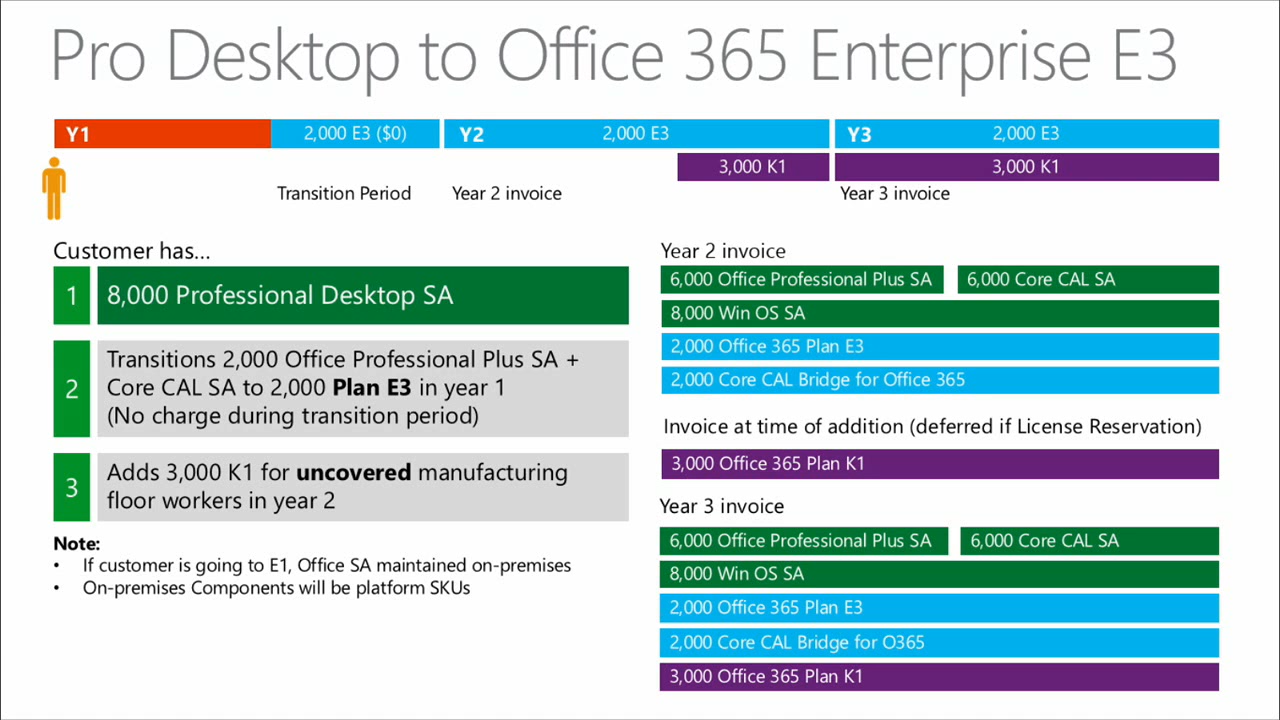 Pro Desktop to Office 365 Enterprise E3
Y1
2,000 E3 ($0)
Y2
2,000 E3
Y3
2,000 E3
3,000 K1
3,000 K1
Transition Period
Year 2 invoice
Year 3 invoice
Customer has...
1
8,000 Professional Desktop SA
2
Transitions 2,000 Office Professional Plus SA +
Core CAL SA to 2,000 Plan E3 in year 1
(No charge during transition period)
3
Adds 3,000 K1 for uncovered manufacturing
floor workers in year 2
Note:
• If customer is going to E1, Office SA maintained on-premises
• On-premises Components will be platform SKUs
Year 2 invoice
6,000 Office Professional Plus SA
6,000 Core CAL SA
8,000 Win OS SA
2,000 Office 365 Plan E3
2,000 Core CAL Bridge for Office 365
Invoice at time of addition (deferred if License Reservation)
3,000 Office 365 Plan K1
Year 3 invoice
6,000 Office Professional Plus SA
6,000 Core CAL SA
8,000 Win OS SA
2,000 Office 365 Plan E3
2,000 Core CAL Bridge for O365
3,000 Office 365 Plan K1